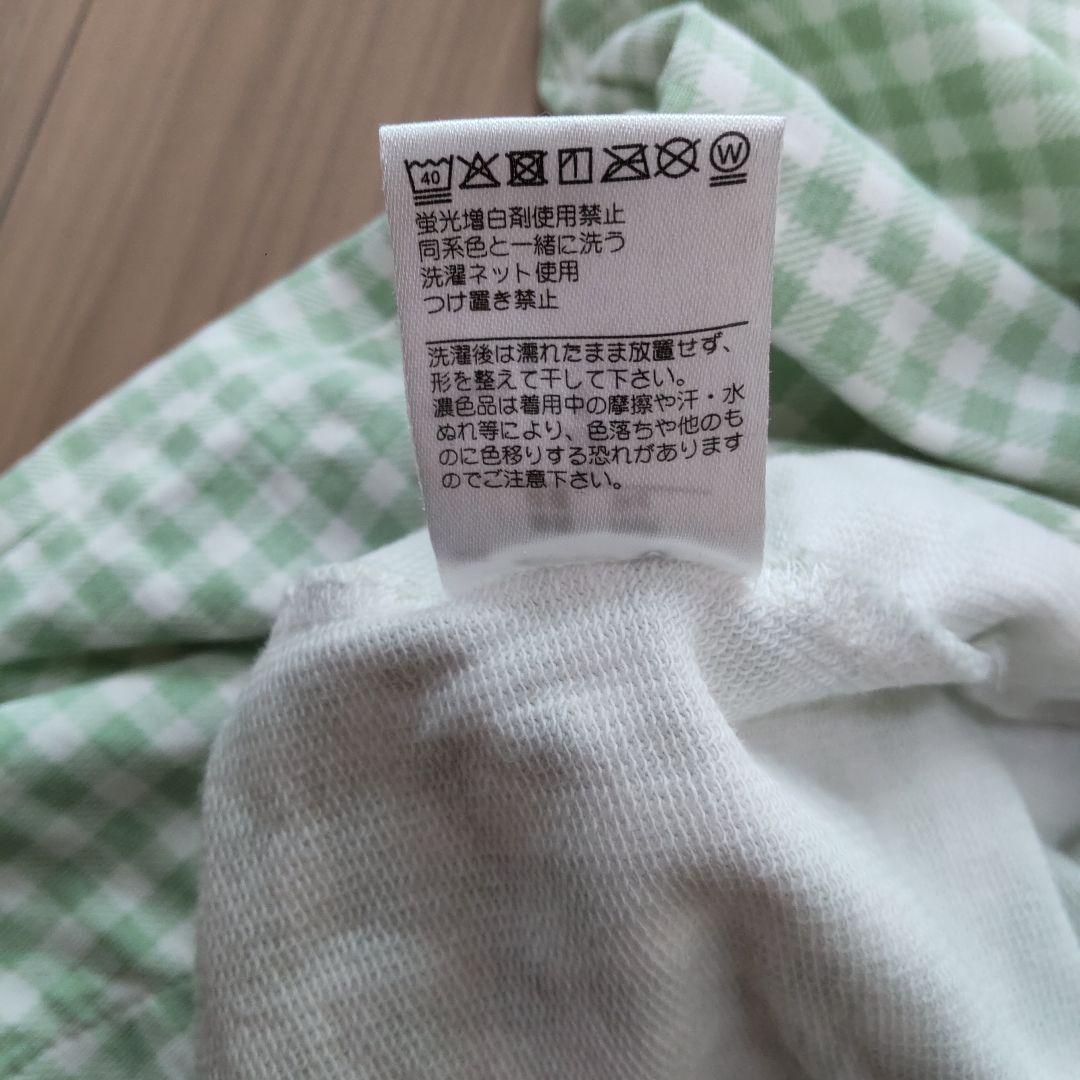 40 W
蛍光増白剤使用禁止
同系色と一緒に洗う
洗濯ネット使用
つけ置き禁止
洗濯後は濡れたまま放置せず、
形を整えて干して下さい。
濃色品は着用中の摩擦や汗・水
ぬれ等により、色落ちや他のも
のに色移りする恐れがあります
のでご注意下さい。